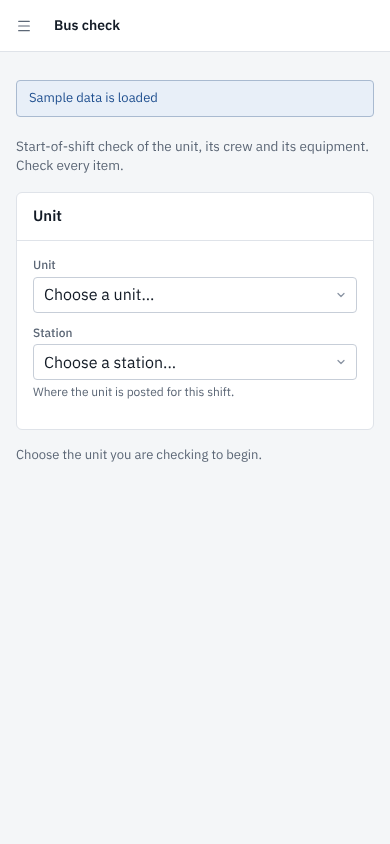 Bus check
Sample data is loaded
Start-of-shift check of the unit, its crew and its equipment.
Check every item.
Unit
Unit
Choose a unit...
Station
Choose a station...
Where the unit is posted for this shift.
Choose the unit you are checking to begin.